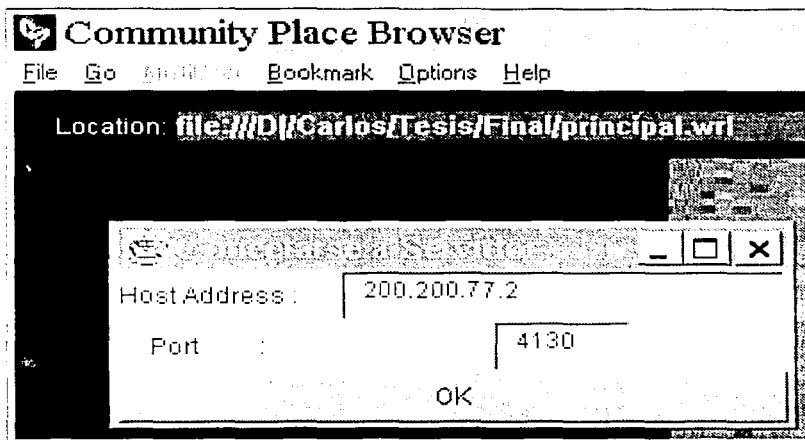 Community Place Browser
File Go MultiUser Bookmark Options Help
Location: file:///D|/Carlos/Tesis/Final/principal.wrl
Host Address : 200.200.77.2
Port : 4130
OK